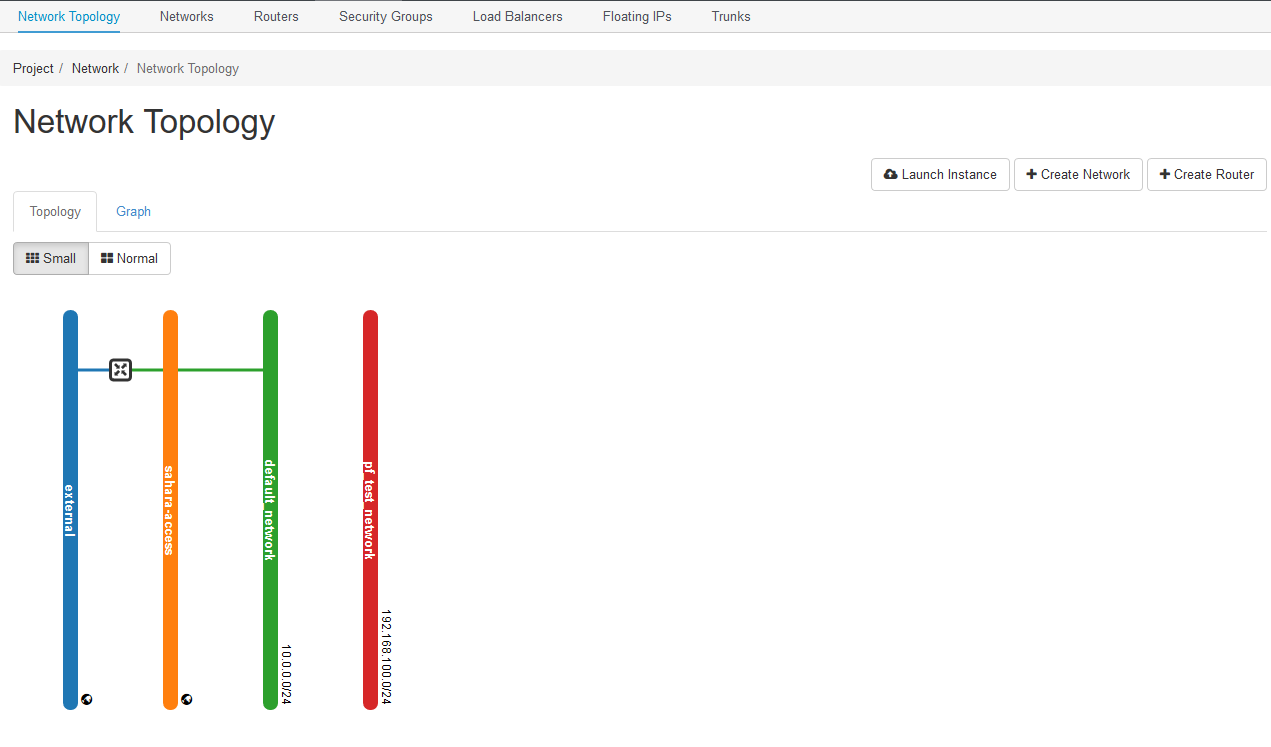 Network Topology Networks Routers Security Groups Load Balancers Floating IPs Trunks
Project / Network / Network Topology
Network Topology
Launch Instance Create Network Create Router
Topology Graph
Small Normal
external
sahara-access
default_network
10.0.0.0/24
pf_test_network
192.168.100.0/24